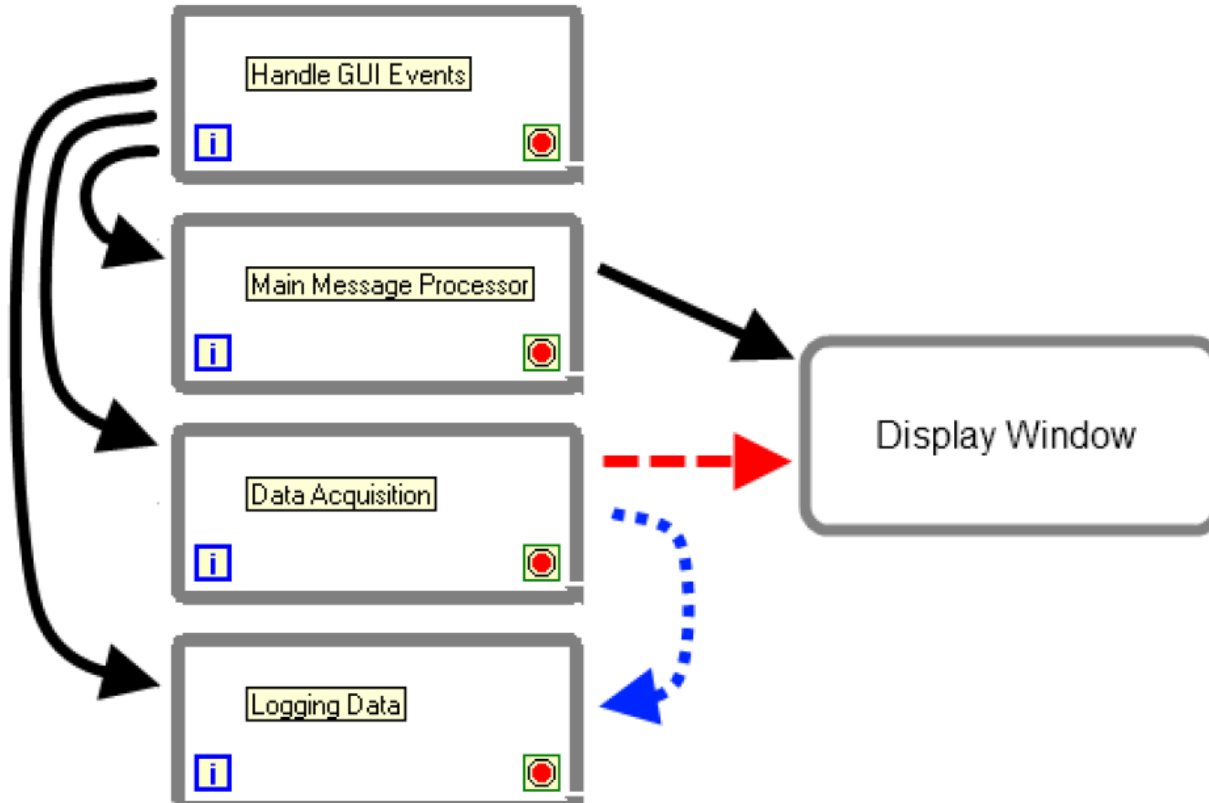 Handle GUI Events
i
Main Message Processor
i
Display Window
Data Acquisition
i
Logging Data
i